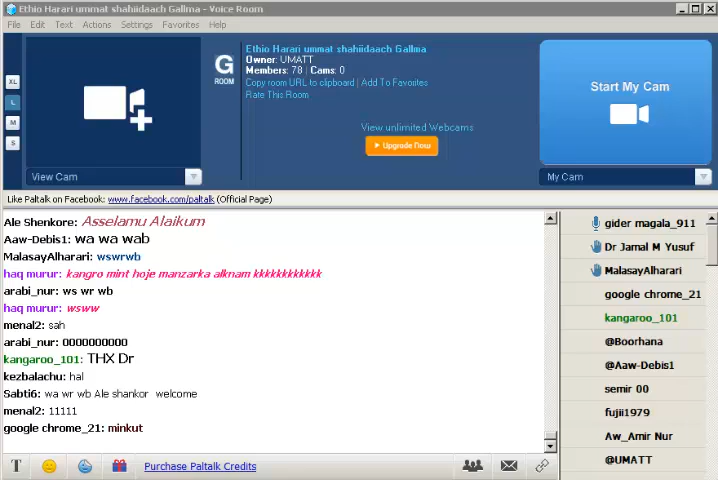 Ethio Harari ummat shahiidaach Gallma - Voice Room
File Edit Text Actions Settings Favorites Help
XL
L
M
S
View Cam
G
ROOM
Ethio Harari ummat shahiidaach Gallma
Owner: UMATT
Members: 78 | Cams: 0
Copy room URL to clipboard | Add To Favorites
Rate This Room
View unlimited Webcams
Upgrade Now
Start My Cam
My Cam
Like Paltalk on Facebook: www.facebook.com/paltalk (Official Page)
Ale Shenkore: Asselamu Alaikum
Aaw-Debis1: wa wa wab
MalasayAlharari: wswrwb
haq murur: kangro mint hoje manzarka alknam kkkkkkkkkkkk
arabi_nur: ws wr wb
haq murur: wsww
menal2: sah
arabi_nur: 0000000000
kangaroo_101: THX Dr
kezbalachu: hal
Sabti6: wa wr wb Ale shankor welcome
menal2: 11111
google chrome_21: minkut
gider magala_911
Dr Jamal M Yusuf
MalasayAlharari
google chrome_21
kangaroo_101
@Boorhana
@Aaw-Debis1
semir 00
fujii1979
Aw_Amir Nur
@UMATT
T
Purchase Paltalk Credits